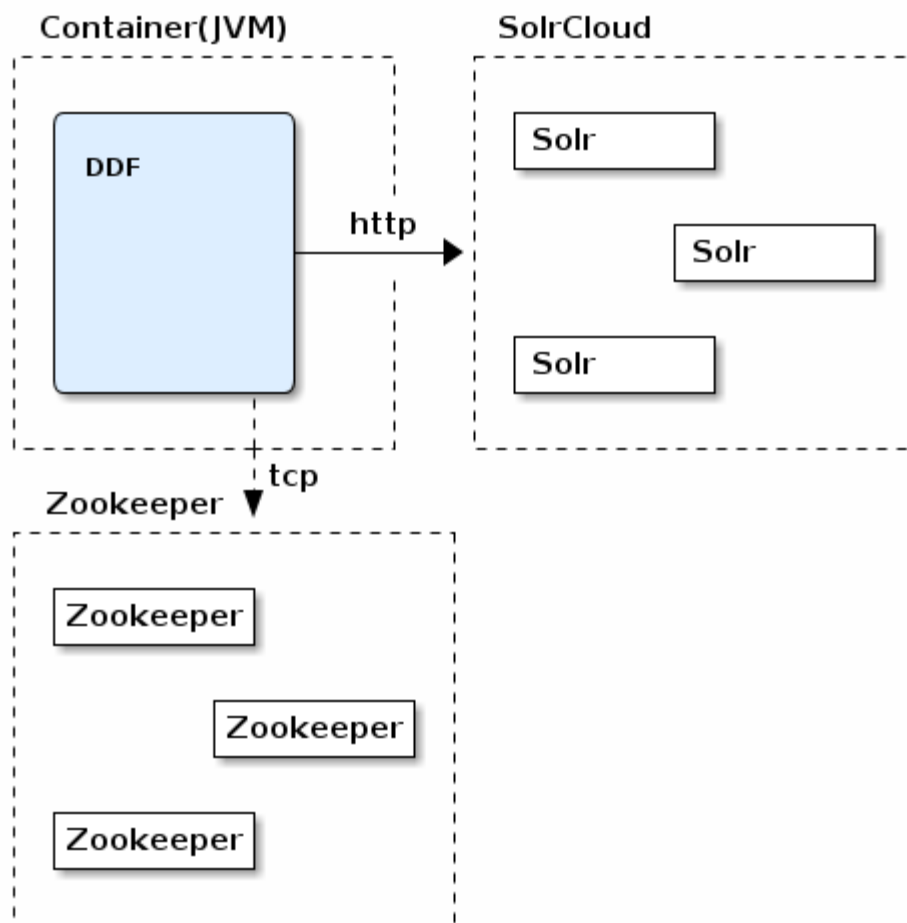 Container(JVM)
SolrCloud
DDF
Solr
http
Solr
Solr
tcp
Zookeeper
Zookeeper
Zookeeper
Zookeeper